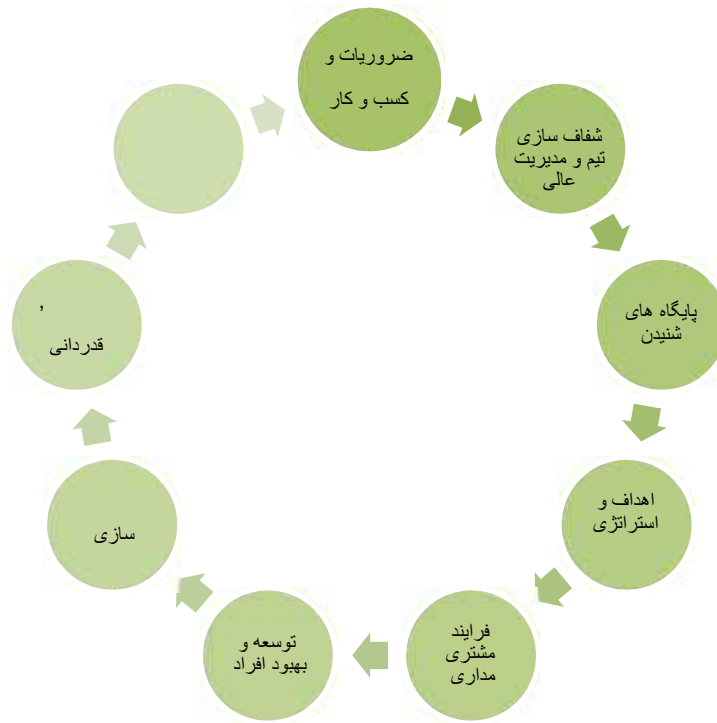 ضروریات و
کسب و کار
شفاف سازی
تیم و مدیریت
عالی
پایگاه های
شنیدن
اهداف و
استراتژی
فرایند
مشتری
مداری
توسعه و
بهبود افراد
سازی
,
قدردانی